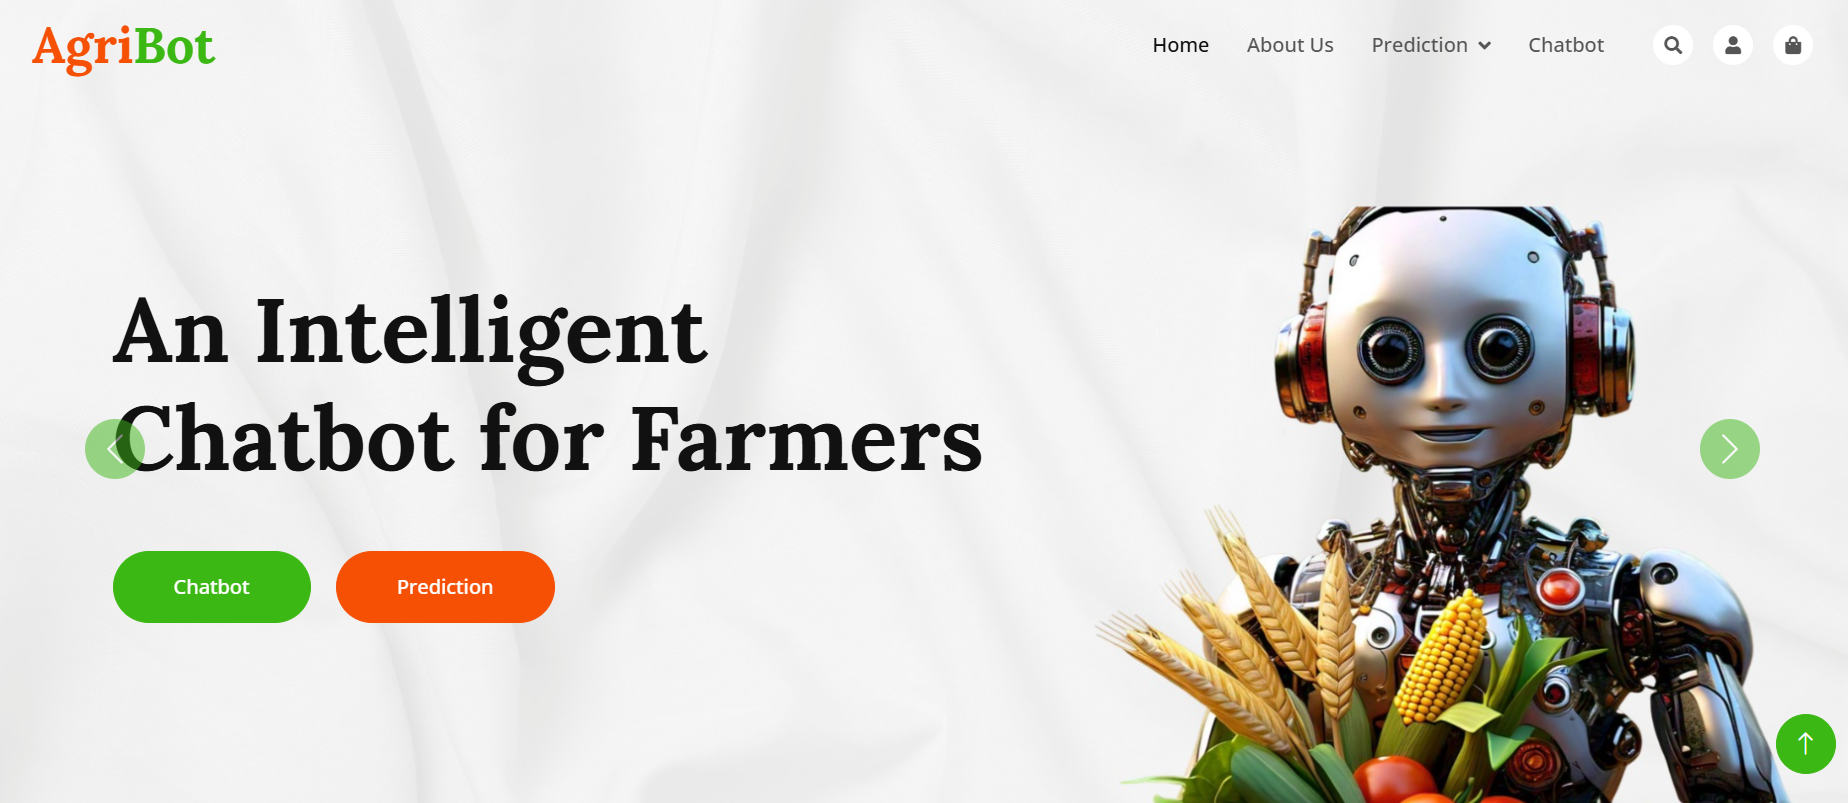 AgriBot
Home About Us Prediction Chatbot
An Intelligent
Chatbot for Farmers
Chatbot Prediction